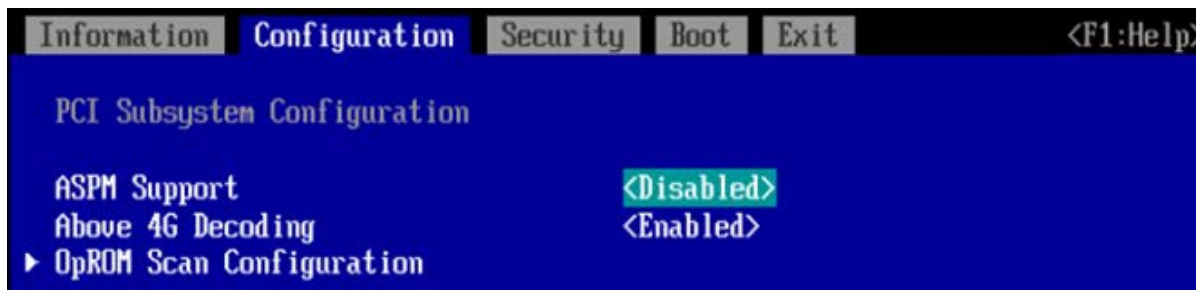 Information Configuration Security Boot Exit <F1:Help>
PCI Subsystem Configuration
ASPM Support <Disabled>
Above 4G Decoding <Enabled>
OpROM Scan Configuration